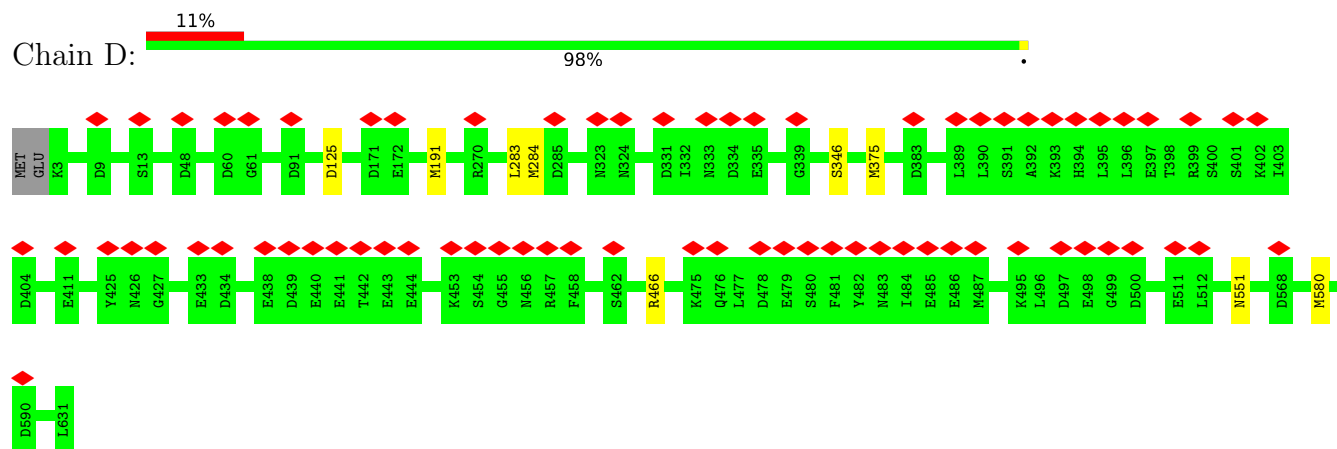 11%
Chain D:
98%
•
MET GLU K3 D9 S13 D48 D60 G61 D91 D125 D171 E172 M191 R270 L283 M284 D285 N323 N324 D331 I332 N333 D334 E335 G339 S346 M375 D383 L389 L390 S391 A392 K393 H394 L395 L396 E397 T398 R399 S400 S401 K402 I403
D404 E411 Y425 N426 G427 E433 D434 E438 D439 E440 E441 T442 E443 E444 K453 S454 G455 N456 R457 F458 S462 R466 K475 Q476 L477 D478 E479 S480 F481 Y482 N483 I484 E485 E486 M487 K495 L496 D497 E498 G499 D500 E511 L512 N551 D568 M580
D590 L631